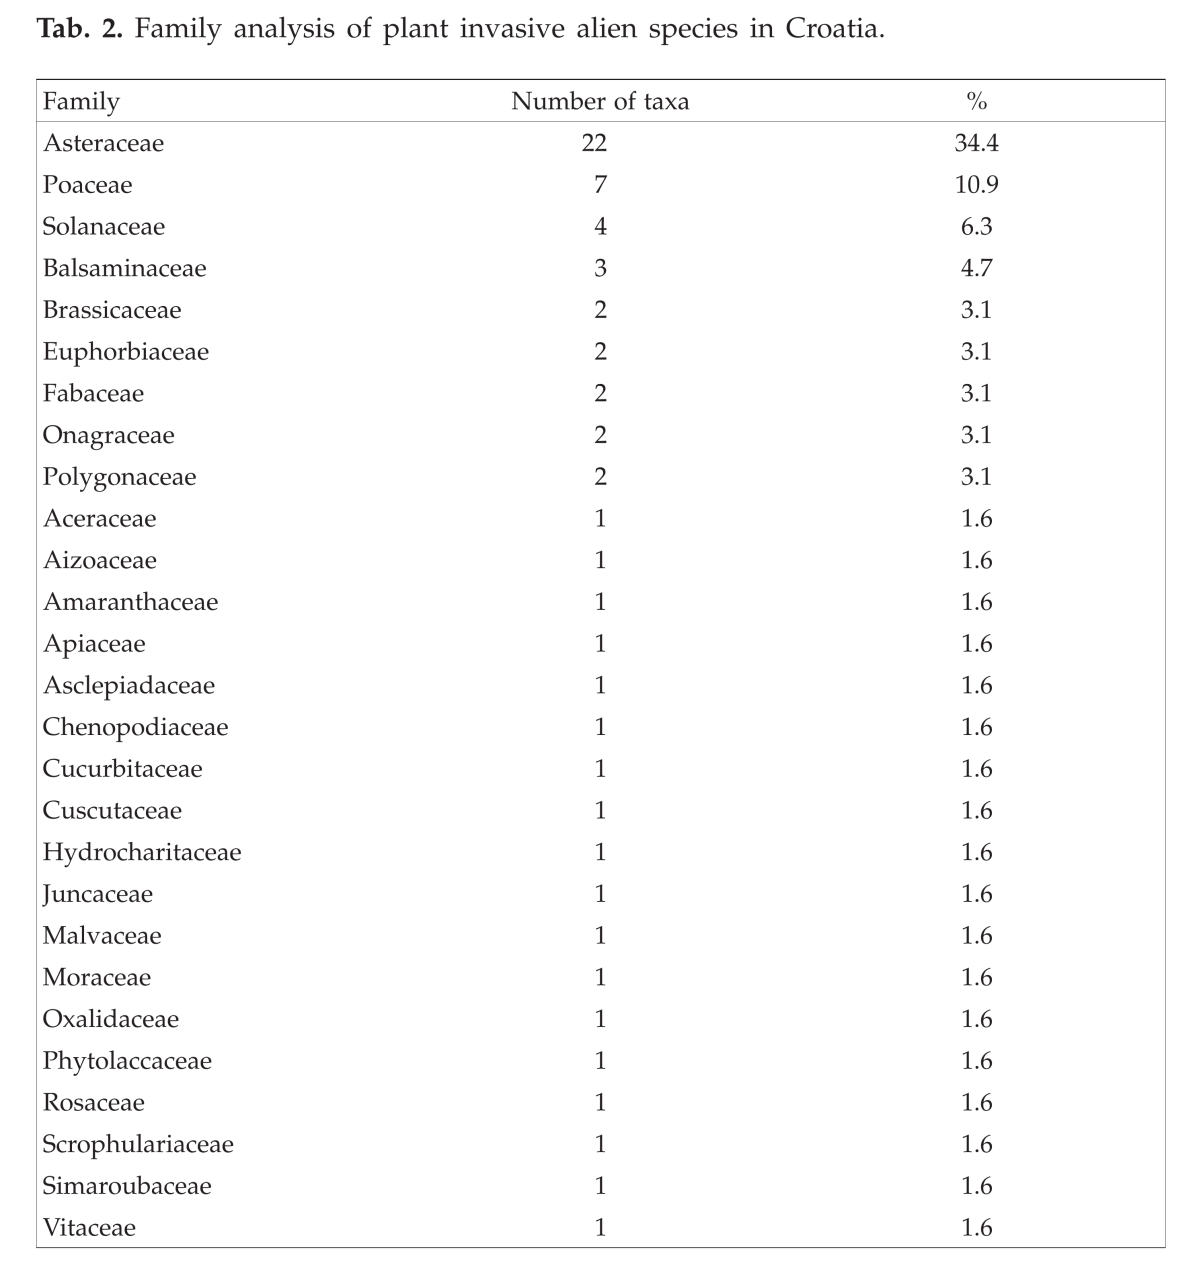 Tab. 2. Family analysis of plant invasive alien species in Croatia.
Family Number of taxa %
Asteraceae 22 34.4
Poaceae 7 10.9
Solanaceae 4 6.3
Balsaminaceae 3 4.7
Brassicaceae 2 3.1
Euphorbiaceae 2 3.1
Fabaceae 2 3.1
Onagraceae 2 3.1
Polygonaceae 2 3.1
Aceraceae 1 1.6
Aizoaceae 1 1.6
Amaranthaceae 1 1.6
Apiaceae 1 1.6
Asclepiadaceae 1 1.6
Chenopodiaceae 1 1.6
Cucurbitaceae 1 1.6
Cuscutaceae 1 1.6
Hydrocharitaceae 1 1.6
Juncaceae 1 1.6
Malvaceae 1 1.6
Moraceae 1 1.6
Oxalidaceae 1 1.6
Phytolaccaceae 1 1.6
Rosaceae 1 1.6
Scrophulariaceae 1 1.6
Simaroubaceae 1 1.6
Vitaceae 1 1.6